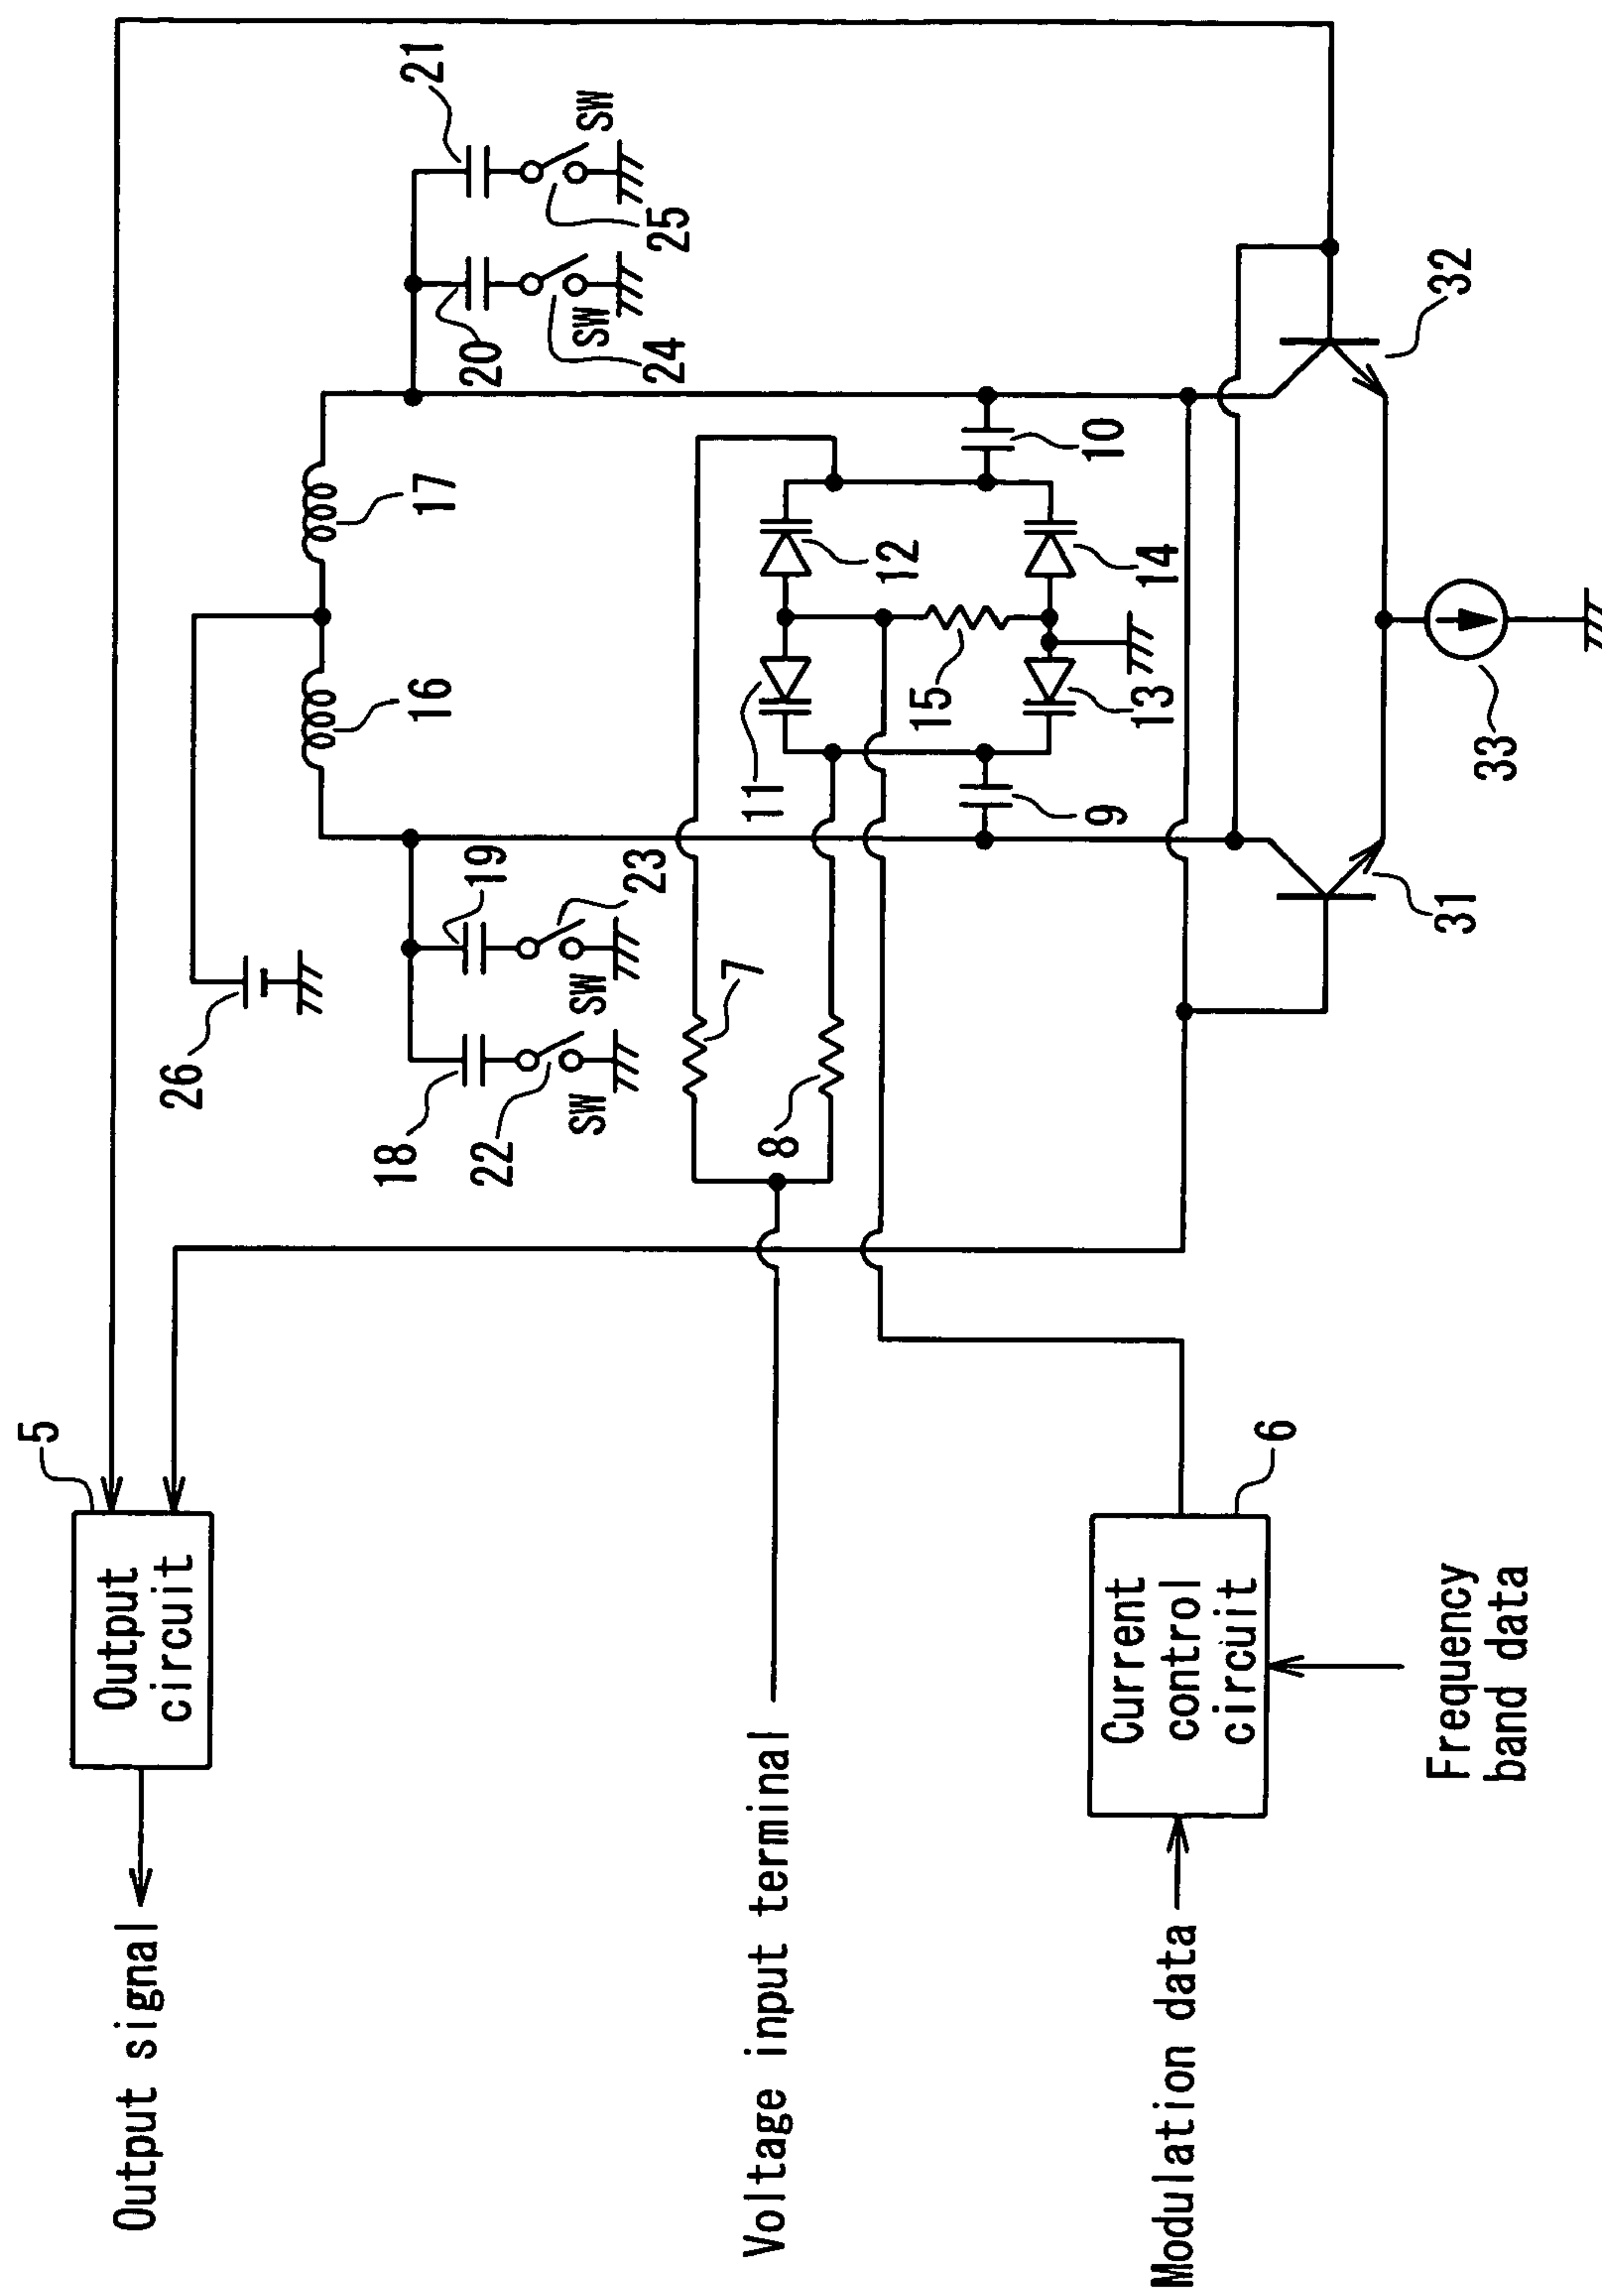 Output signal
Output
circuit
5
Voltage input terminal
Modulation data
Current
control
circuit
6
Frequency
band data
26
16
17
18
19
20
21
22
SW
23
SW
24
SW
25
SW
7
8
11
12
15
13
14
9
10
31
32
33